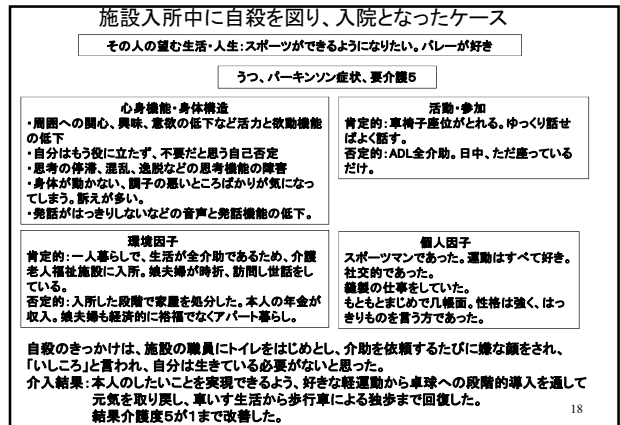 施設入所中に自殺を図り、入院となったケース
その人の望む生活・人生：スポーツができるようになりたい。バレーが好き
うつ、パーキンソン症状、要介護５
心身機能・身体構造
・周囲への関心、興味、意欲の低下など活力と欲動機能
の低下
・自分はもう役に立たず、不要だと思う自己否定
・思考の停滞、混乱、逸脱などの思考機能の障害
・身体が動かない、調子の悪いところばかりが気になっ
てしまう。訴えが多い。
・発話がはっきりしないなどの音声と発話機能の低下。
活動・参加
肯定的：車椅子座位がとれる。ゆっくり話せ
ばよく話す。
否定的：ADL全介助。日中、ただ座っている
だけ。
環境因子
肯定的：一人暮らしで、生活が全介助であるため、介護
老人福祉施設に入所。娘夫婦が時折、訪問し世話をし
ている。
否定的：入所した段階で家屋を処分した。本人の年金が
収入。娘夫婦も経済的に裕福でなくアパート暮らし。
個人因子
スポーツマンであった。運動はすべて好き。
社交的であった。
縫製の仕事をしていた。
もともとまじめで几帳面。性格は強く、はっ
きりものを言う方であった。
自殺のきっかけは、施設の職員にトイレをはじめとし、介助を依頼するたびに嫌な顔をされ、
「いしころ」と言われ、自分は生きている必要がないと思った。
介入結果：本人のしたいことを実現できるよう、好きな軽運動から卓球への段階的導入を通して
元気を取り戻し、車いす生活から歩行車による独歩まで回復した。
結果介護度５が１まで改善した。
18